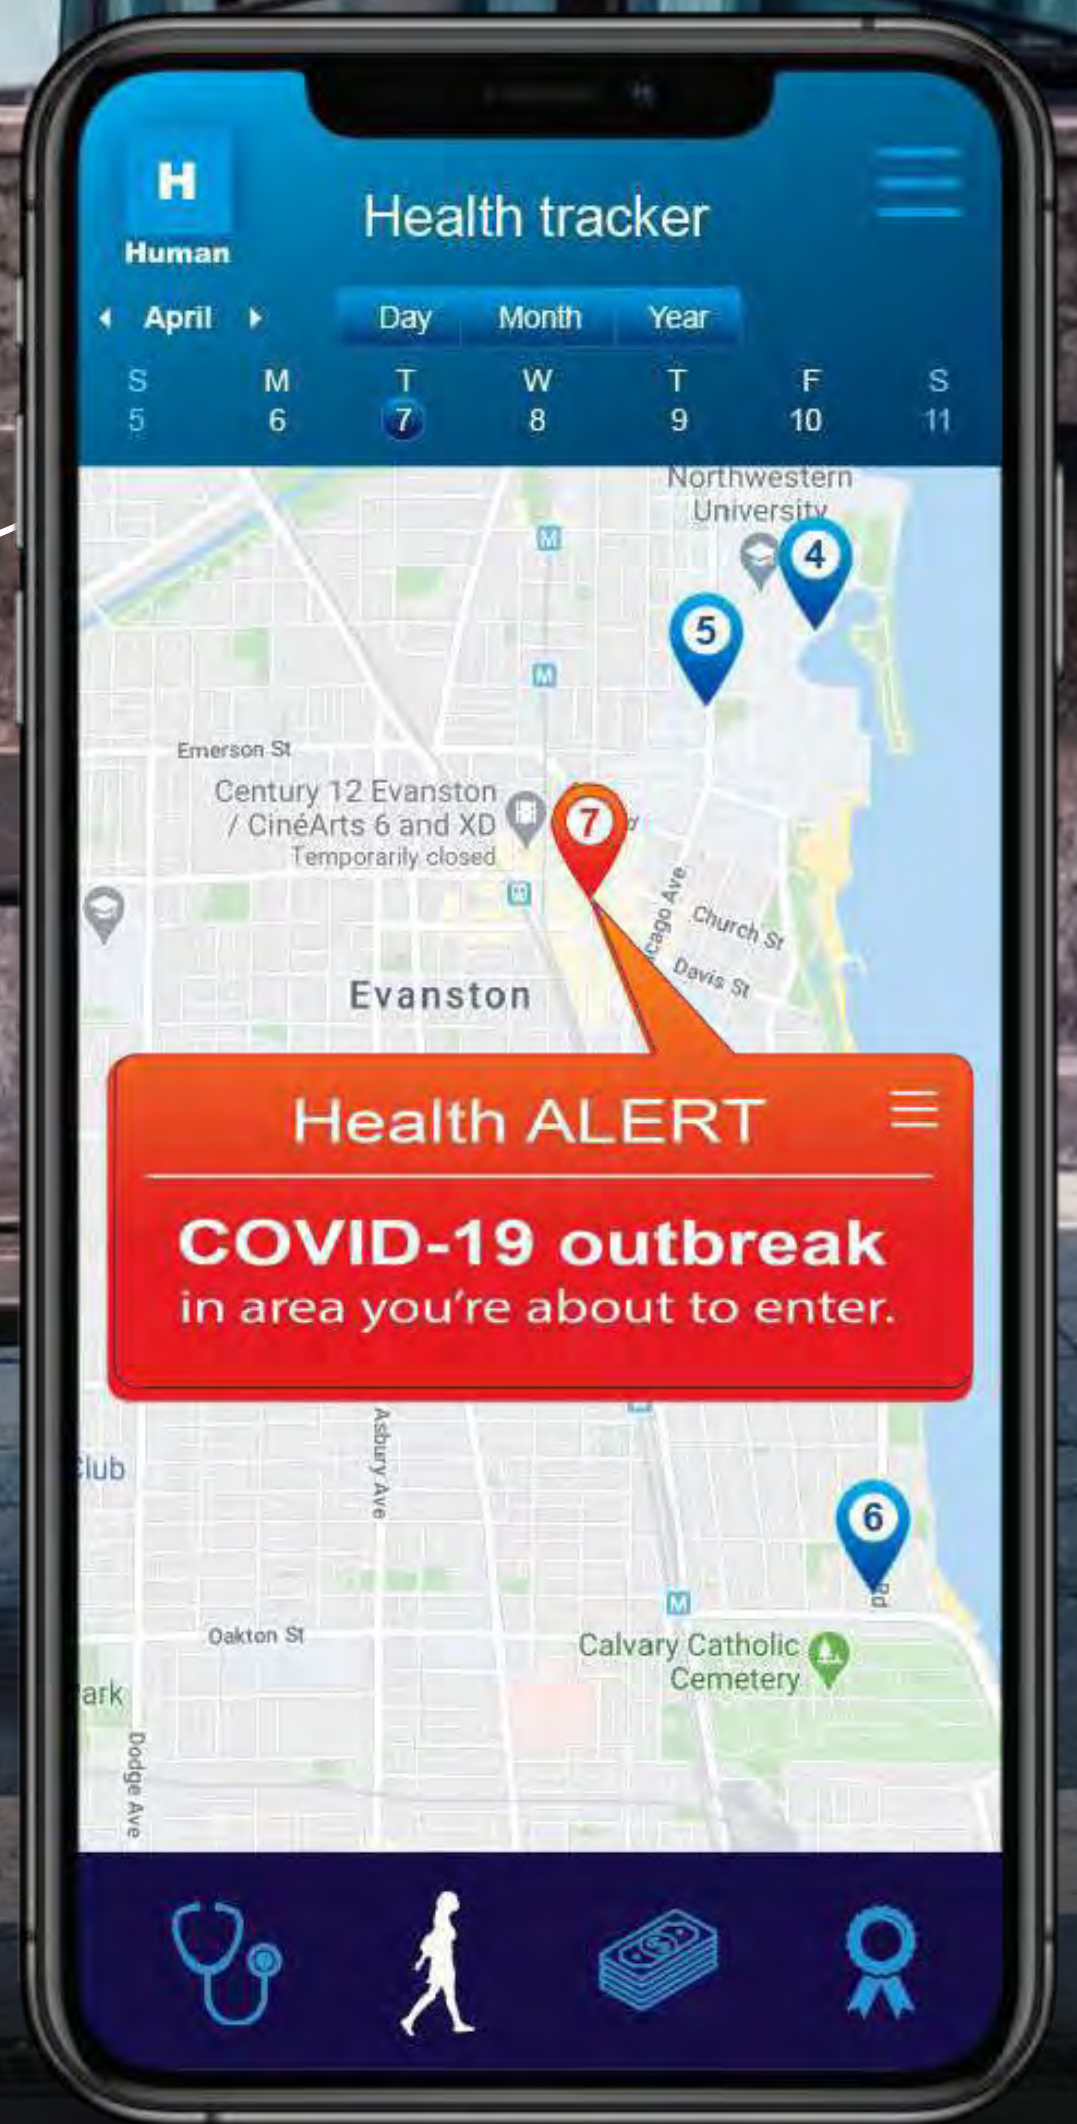 H
Human
Health tracker
April
Day Month Year
S M T W T F S
5 6 7 8 9 10 11
Northwestern
University
4
5
M
M
Emerson St
Century 12 Evanston
/ CinéArts 6 and XD
Temporarily closed
7
Church St
Davis St
Evanston
Health ALERT
COVID-19 outbreak
in area you're about to enter.
Asbury Ave
6
M
Oakton St
Calvary Catholic
Cemetery
Dodge Ave